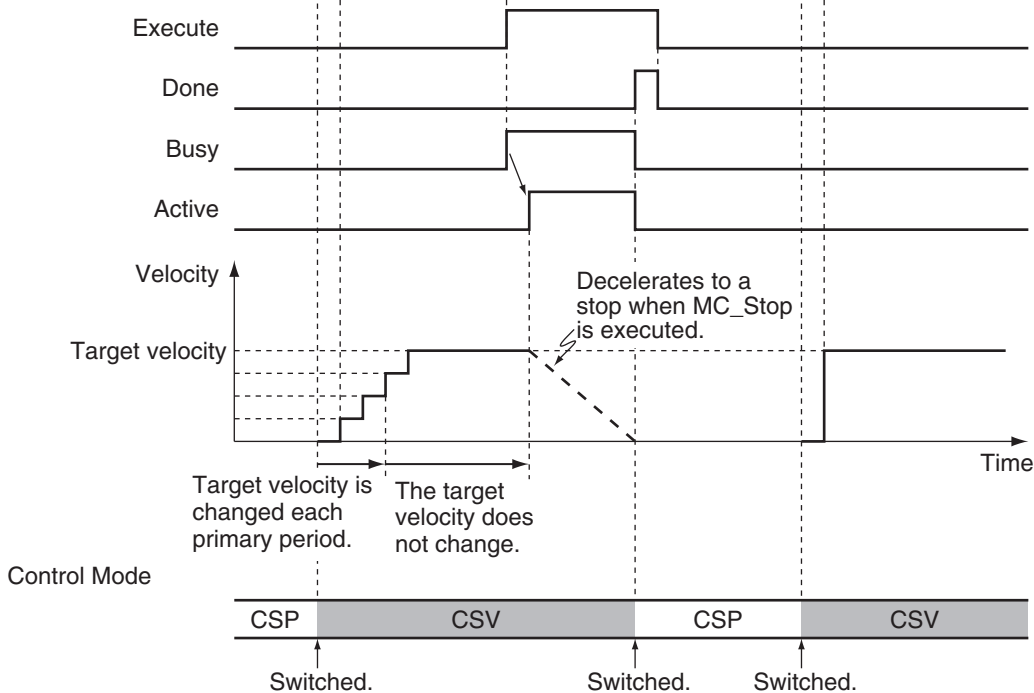 Execute
Done
Busy
Active
Velocity
Decelerates to a
stop when MC_Stop
is executed.
Target velocity
Time
Target velocity is
changed each
primary period.
The target
velocity does
not change.
Control Mode
CSP CSV CSP CSV
Switched. Switched. Switched.